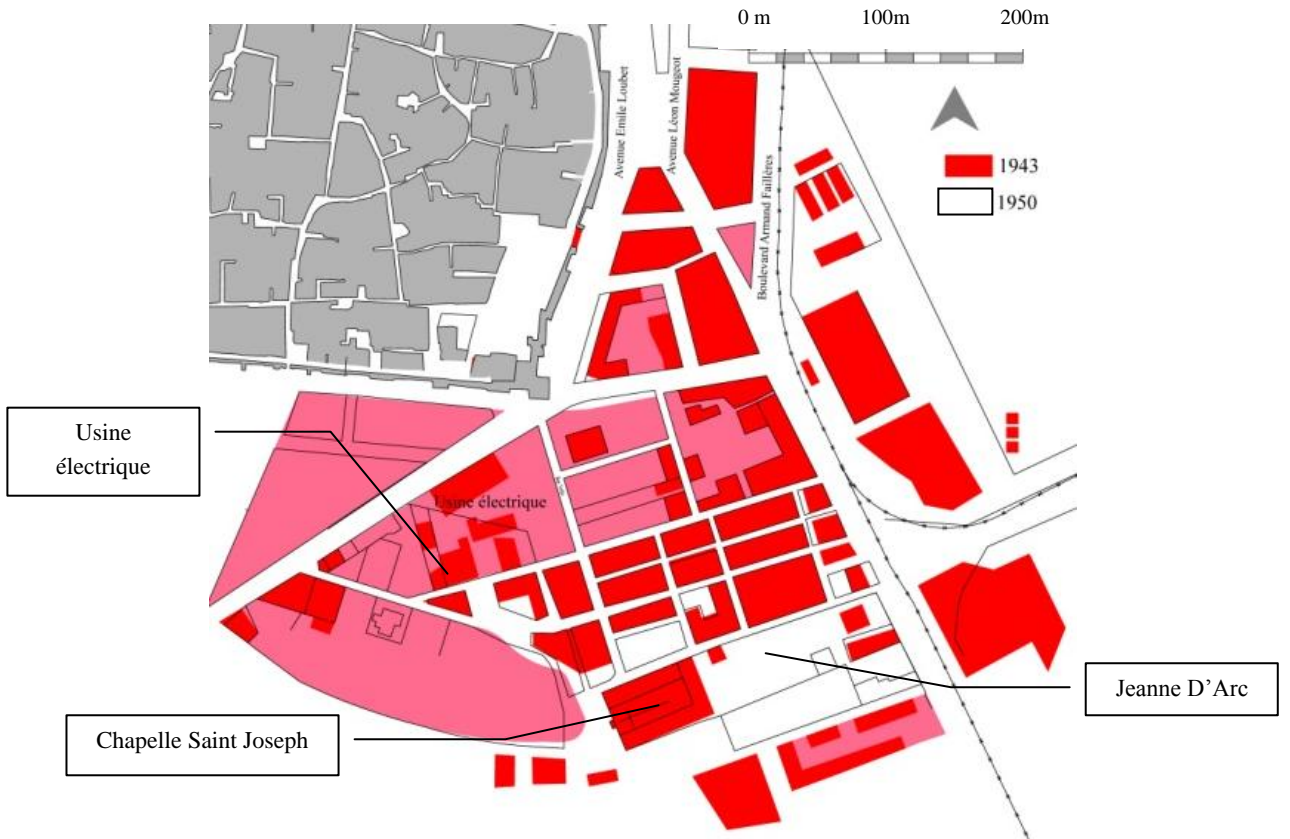 0 m 100m 200m
Avenue Emile Loubet
Avenue Léon Mougeot
Boulevard Armand Faillères
1943
1950
Usine
électrique
Usine électrique
Jeanne D’Arc
Chapelle Saint Joseph